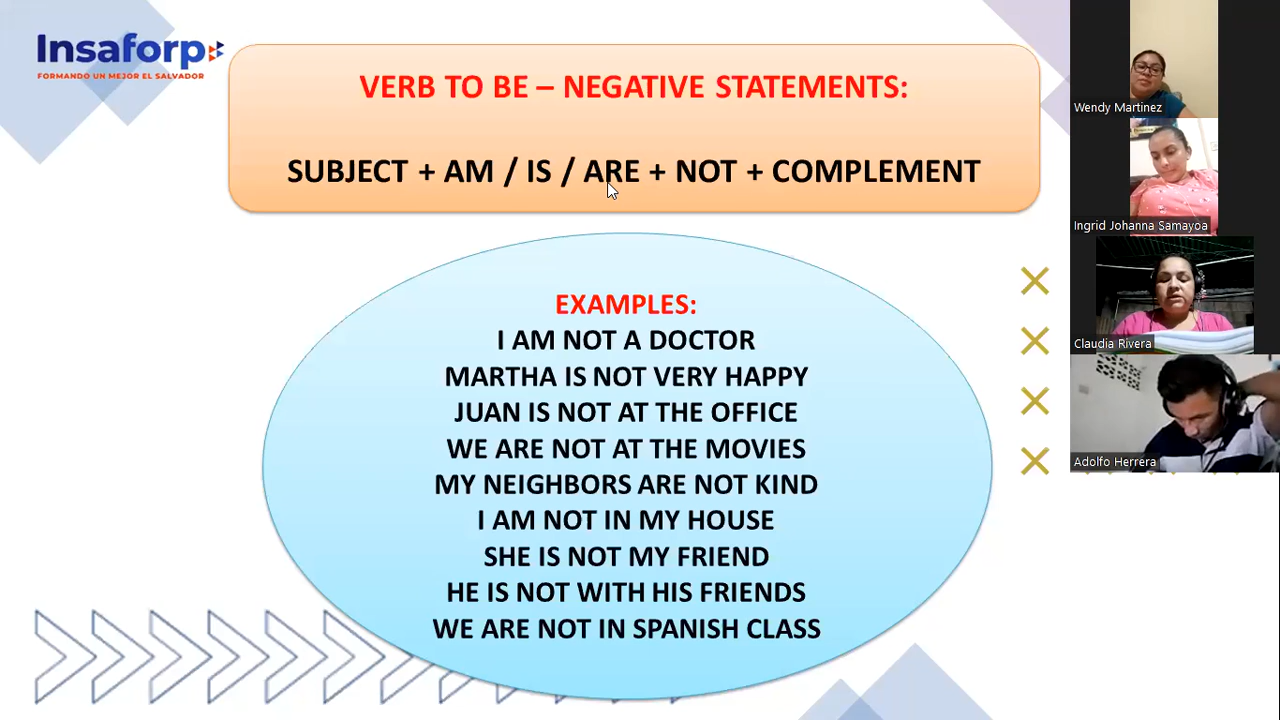 Insaforp
FORMANDO UN MEJOR EL SALVADOR
VERB TO BE – NEGATIVE STATEMENTS:
SUBJECT + AM / IS / ARE + NOT + COMPLEMENT
EXAMPLES:
I AM NOT A DOCTOR
MARTHA IS NOT VERY HAPPY
JUAN IS NOT AT THE OFFICE
WE ARE NOT AT THE MOVIES
MY NEIGHBORS ARE NOT KIND
I AM NOT IN MY HOUSE
SHE IS NOT MY FRIEND
HE IS NOT WITH HIS FRIENDS
WE ARE NOT IN SPANISH CLASS
Wendy Martinez
Ingrid Johanna Samayoa
Claudia Rivera
Adolfo Herrera